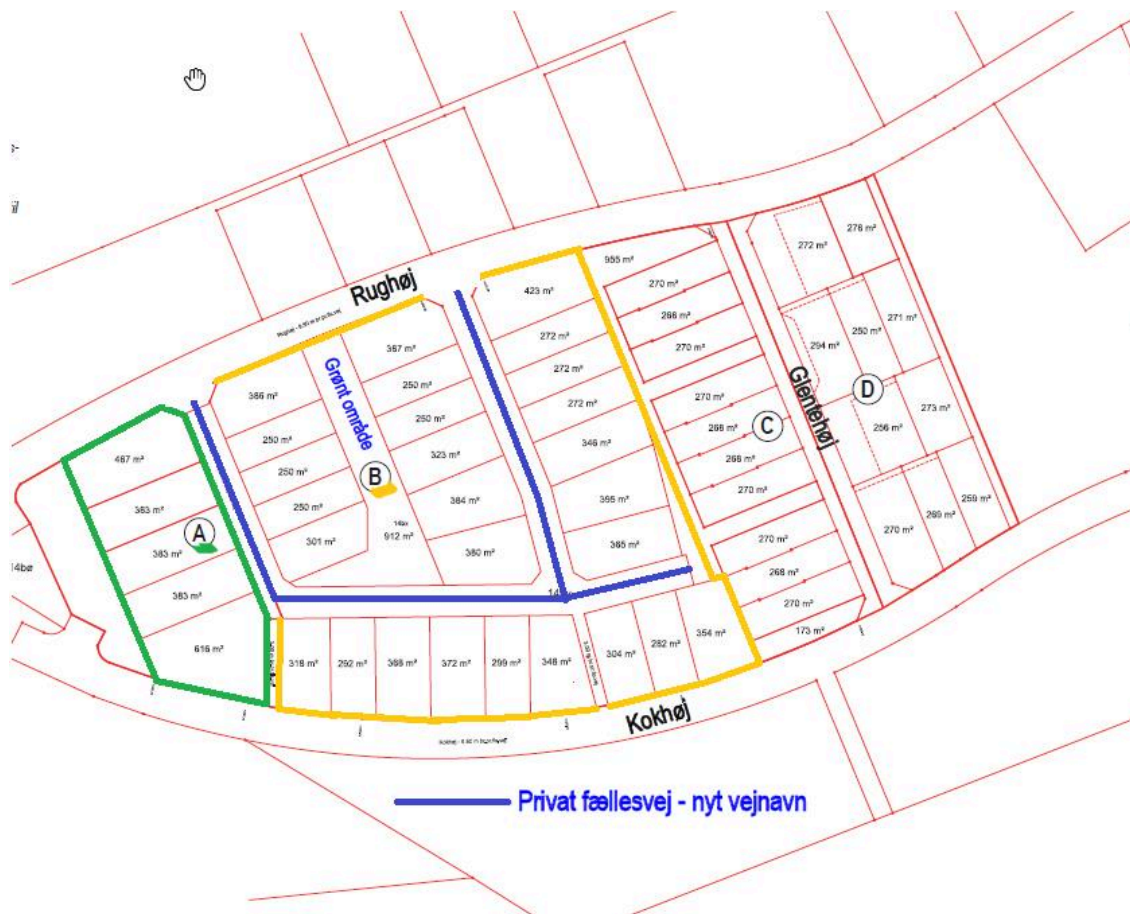 276 m²
272 m²
955 m²
270 m²
423 m²
271 m²
Rughøj
266 m²
250 m²
294 m²
272 m²
367 m²
270 m²
272 m²
386 m²
250 m²
Grønt område
270 m²
Glentehøj
D
272 m²
273 m²
256 m²
250 m²
250 m²
C
268 m²
346 m²
323 m²
487 m²
250 m²
B
268 m²
259 m²
270 m²
384 m²
395 m²
250 m²
383 m²
269 m²
270 m²
912 m²
A
301 m²
270 m²
385 m²
380 m²
383 m²
14bø
268 m²
383 m²
270 m²
173 m²
354 m²
282 m²
304 m²
616 m²
318 m²
292 m²
368 m²
372 m²
299 m²
348 m²
Kokhøj
Privat fællesvej - nyt vejnavn